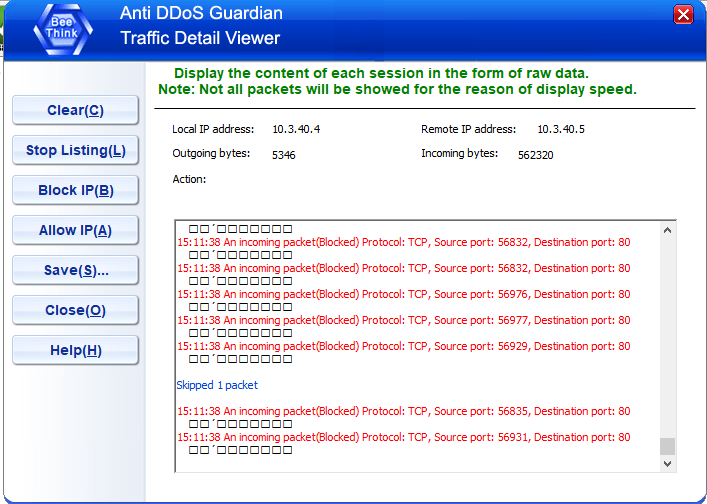 Bee
Think
Anti DDoS Guardian
Traffic Detail Viewer
Display the content of each session in the form of raw data.
Note: Not all packets will be showed for the reason of display speed.
Clear(C)
Stop Listing(L)
Block IP(B)
Allow IP(A)
Save(S)...
Close(O)
Help(H)
Local IP address: 10.3.40.4 Remote IP address: 10.3.40.5
Outgoing bytes: 5346 Incoming bytes: 562320
Action:
□□´□□□□□□□
15:11:38 An incoming packet(Blocked) Protocol: TCP, Source port: 56832, Destination port: 80
□□´□□□□□□□
15:11:38 An incoming packet(Blocked) Protocol: TCP, Source port: 56832, Destination port: 80
□□´□□□□□□□
15:11:38 An incoming packet(Blocked) Protocol: TCP, Source port: 56976, Destination port: 80
□□´□□□□□□□
15:11:38 An incoming packet(Blocked) Protocol: TCP, Source port: 56977, Destination port: 80
□□´□□□□□□□
15:11:38 An incoming packet(Blocked) Protocol: TCP, Source port: 56929, Destination port: 80
□□´□□□□□□□
Skipped 1 packet
15:11:38 An incoming packet(Blocked) Protocol: TCP, Source port: 56835, Destination port: 80
□□´□□□□□□□
15:11:38 An incoming packet(Blocked) Protocol: TCP, Source port: 56931, Destination port: 80
□□´□□□□□□□